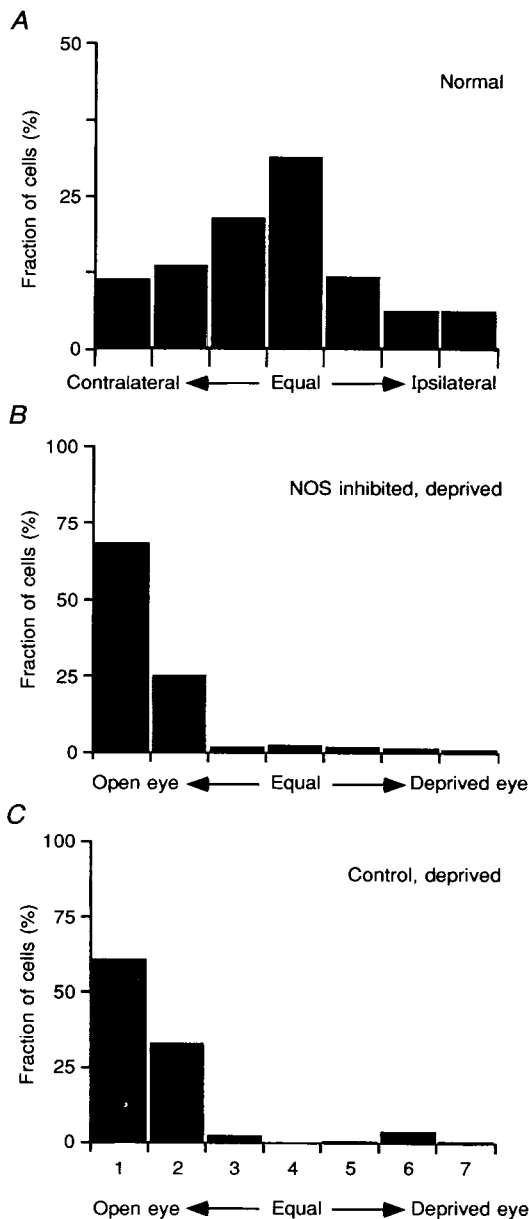 A
50
Normal
25
0
Fraction of cells (%)
Contralateral Equal Ipsilateral
B
100
NOS inhibited, deprived
75
50
25
0
Fraction of cells (%)
Open eye Equal Deprived eye
C
100
Control, deprived
75
50
25
0
Fraction of cells (%)
1 2 3 4 5 6 7
Open eye Equal Deprived eye